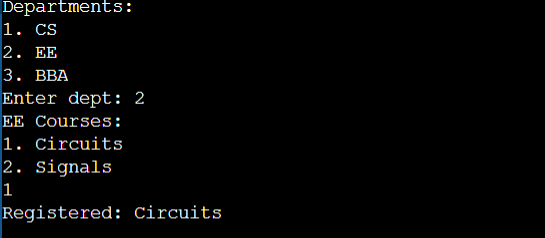 Departments:
1. CS
2. EE
3. BBA
Enter dept: 2
EE Courses:
1. Circuits
2. Signals
1
Registered: Circuits